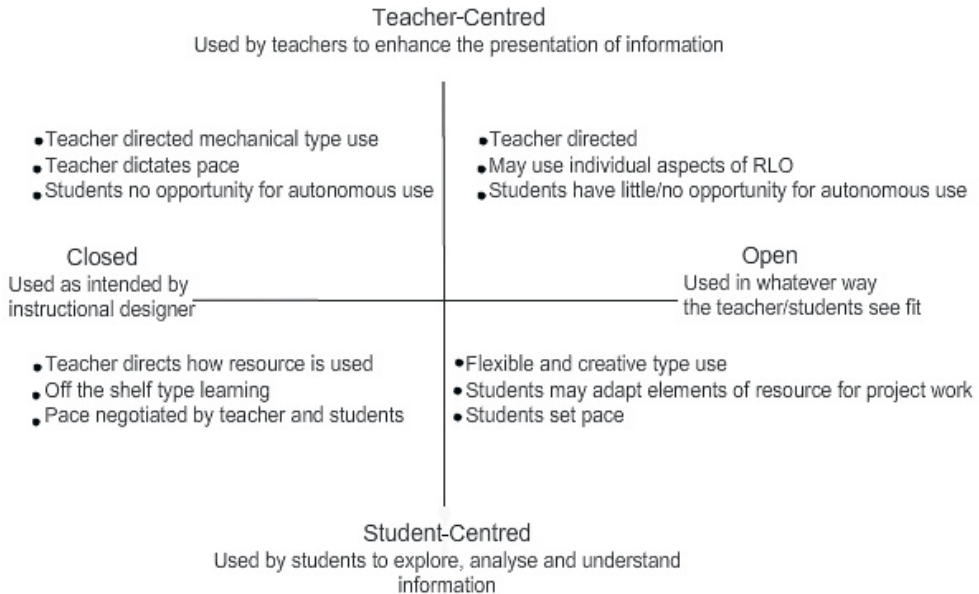 Teacher-Centred
Used by teachers to enhance the presentation of information
•Teacher directed mechanical type use
•Teacher dictates pace
•Students no opportunity for autonomous use
•Teacher directed
•May use individual aspects of RLO
•Students have little/no opportunity for autonomous use
Closed
Used as intended by
instructional designer
Open
Used in whatever way
the teacher/students see fit
•Teacher directs how resource is used
•Off the shelf type learning
•Pace negotiated by teacher and students
•Flexible and creative type use
•Students may adapt elements of resource for project work
•Students set pace
Student-Centred
Used by students to explore, analyse and understand
information